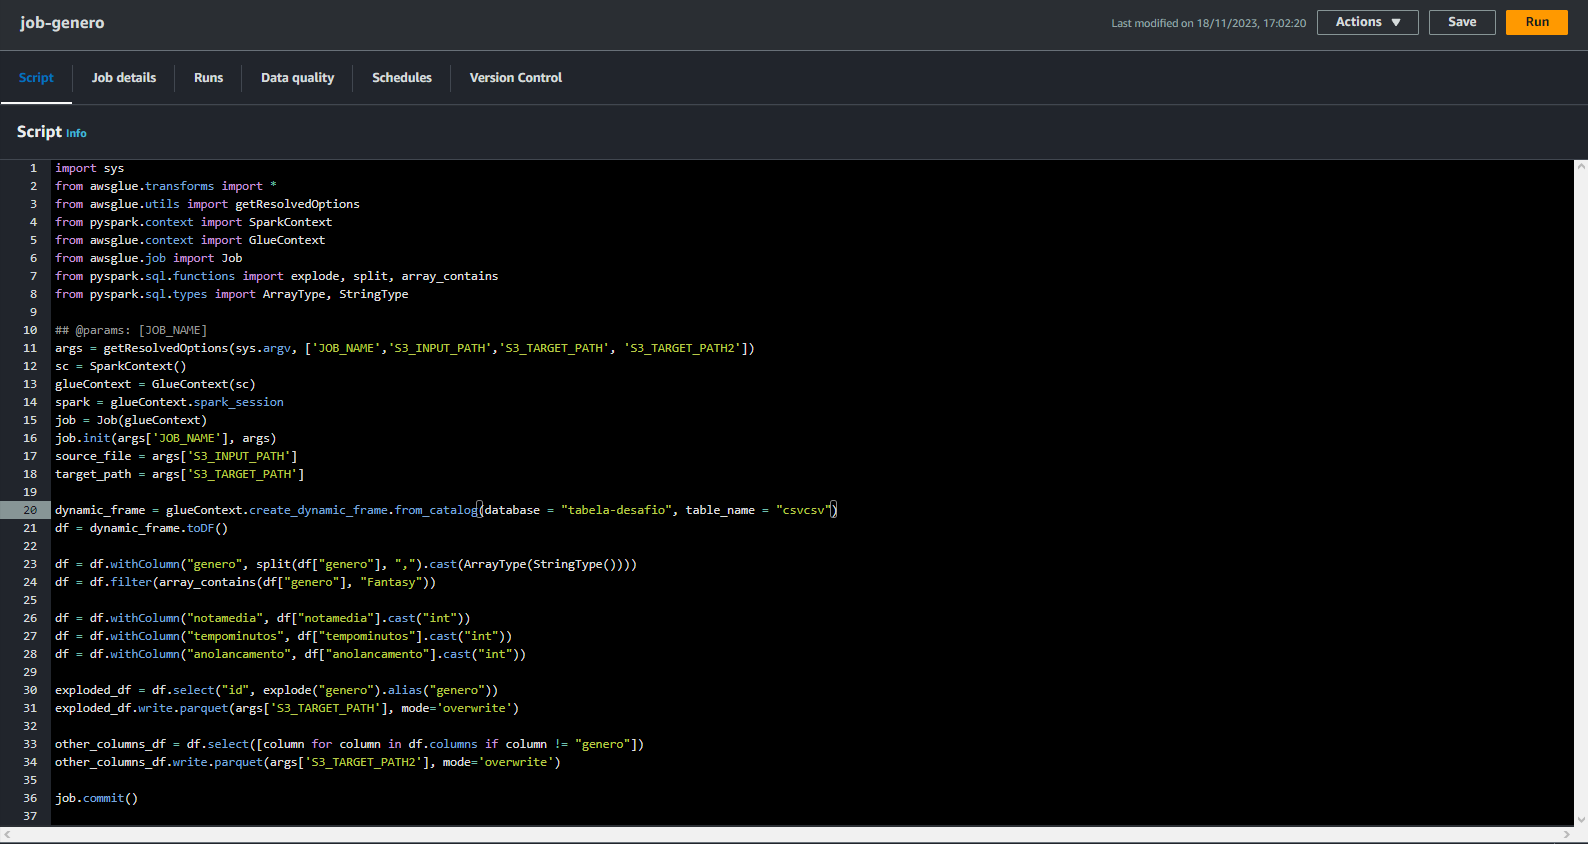 job-genero
Last modified on 18/11/2023, 17:02:20
Actions ▼
Save
Run
Script
Job details
Runs
Data quality
Schedules
Version Control
Script Info
1 import sys
2 from awsglue.transforms import *
3 from awsglue.utils import getResolvedOptions
4 from pyspark.context import SparkContext
5 from awsglue.context import GlueContext
6 from awsglue.job import Job
7 from pyspark.sql.functions import explode, split, array_contains
8 from pyspark.sql.types import ArrayType, StringType
9
10 ## @params: [JOB_NAME]
11 args = getResolvedOptions(sys.argv, ['JOB_NAME','S3_INPUT_PATH','S3_TARGET_PATH', 'S3_TARGET_PATH2'])
12 sc = SparkContext()
13 glueContext = GlueContext(sc)
14 spark = glueContext.spark_session
15 job = Job(glueContext)
16 job.init(args['JOB_NAME'], args)
17 source_file = args['S3_INPUT_PATH']
18 target_path = args['S3_TARGET_PATH']
19
20 dynamic_frame = glueContext.create_dynamic_frame.from_catalog(database = "tabela-desafio", table_name = "csvcsv")
21 df = dynamic_frame.toDF()
22
23 df = df.withColumn("genero", split(df["genero"], ",").cast(ArrayType(StringType())))
24 df = df.filter(array_contains(df["genero"], "Fantasy"))
25
26 df = df.withColumn("notamedia", df["notamedia"].cast("int"))
27 df = df.withColumn("tempominutos", df["tempominutos"].cast("int"))
28 df = df.withColumn("anolancamento", df["anolancamento"].cast("int"))
29
30 exploded_df = df.select("id", explode("genero").alias("genero"))
31 exploded_df.write.parquet(args['S3_TARGET_PATH'], mode='overwrite')
32
33 other_columns_df = df.select([column for column in df.columns if column != "genero"])
34 other_columns_df.write.parquet(args['S3_TARGET_PATH2'], mode='overwrite')
35
36 job.commit()
37